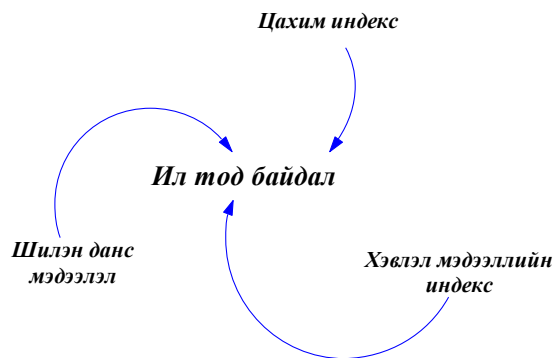 Цахим индекс
Ил тод байдал
Шилэн данс
мэдээлэл
Хэвлэл мэдээллийн
индекс